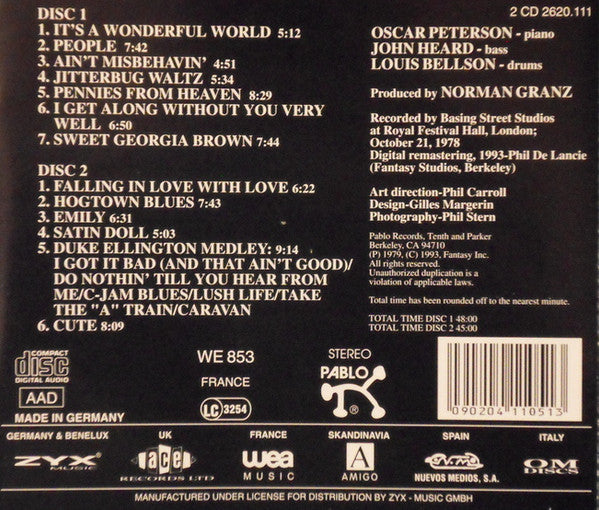 DISC 1
1. IT'S A WONDERFUL WORLD 5:12
2. PEOPLE 7:42
3. AIN'T MISBEHAVIN' 4:51
4. JITTERBUG WALTZ 5:34
5. PENNIES FROM HEAVEN 8:29
6. I GET ALONG WITHOUT YOU VERY
WELL 6:50
7. SWEET GEORGIA BROWN 7:44
DISC 2
1. FALLING IN LOVE WITH LOVE 6:22
2. HOGTOWN BLUES 7:43
3. EMILY 6:31
4. SATIN DOLL 5:03
5. DUKE ELLINGTON MEDLEY: 9:14
I GOT IT BAD (AND THAT AIN'T GOOD)/
DO NOTHIN' TILL YOU HEAR FROM
ME/C-JAM BLUES/LUSH LIFE/TAKE
THE "A" TRAIN/CARAVAN
6. CUTE 8:09
2 CD 2620.111
OSCAR PETERSON - piano
JOHN HEARD - bass
LOUIS BELLSON - drums
Produced by NORMAN GRANZ
Recorded by Basing Street Studios
at Royal Festival Hall, London;
October 21, 1978
Digital remastering, 1993-Phil De Lancie
(Fantasy Studios, Berkeley)
Art direction-Phil Carroll
Design-Gilles Margerin
Photography-Phil Stern
Pablo Records, Tenth and Parker
Berkeley, CA 94710
(P) 1979, (C) 1993, Fantasy Inc.
All rights reserved.
Unauthorized duplication is a
violation of applicable laws.
Total time has been rounded off to the nearest minute.
TOTAL TIME DISC 1 48:00
TOTAL TIME DISC 2 45:00
COMPACT
disc
DIGITAL AUDIO
AAD
MADE IN GERMANY
WE 853
FRANCE
LC 3254
STEREO
PABLO
090204 110513
GERMANY & BENELUX
ZYX
MUSIC
UK
ace
RECORDS LTD
FRANCE
wea
MUSIC
SKANDINAVIA
A
AMIGO
SPAIN
NUEVOS MEDIOS, S.A.
ITALY
OM
DISCS
MANUFACTURED UNDER LICENSE FOR DISTRIBUTION BY ZYX - MUSIC GMBH